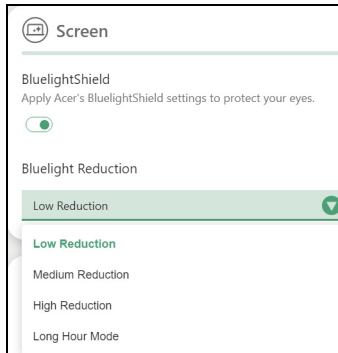 Screen
BluelightShield
Apply Acer's BluelightShield settings to protect your eyes.
Bluelight Reduction
Low Reduction
Low Reduction
Medium Reduction
High Reduction
Long Hour Mode